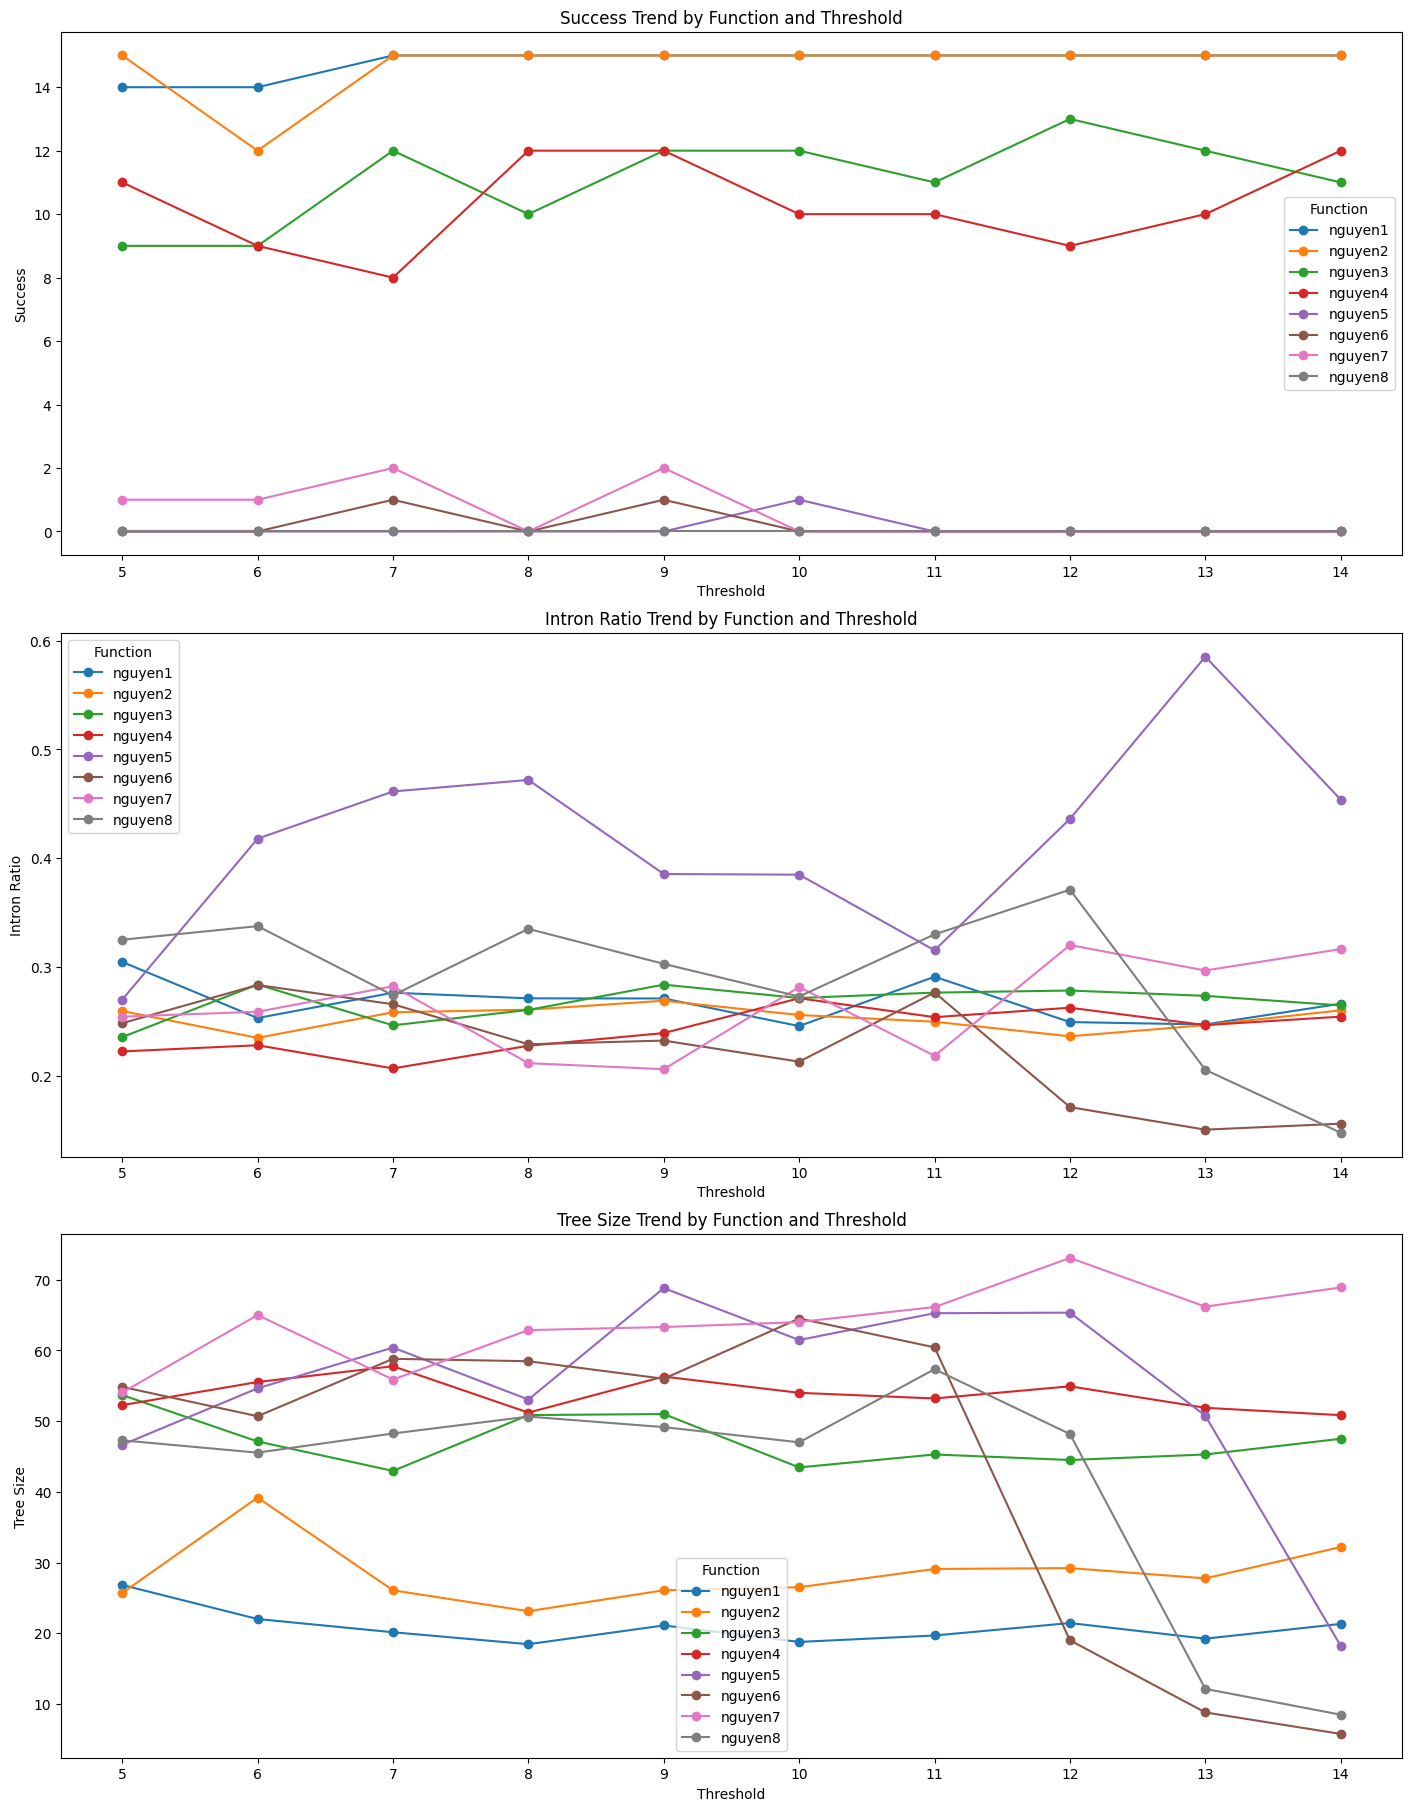 Success Trend by Function and Threshold
14
12
10
8
6
4
2
0
Success
Function
nguyen1
nguyen2
nguyen3
nguyen4
nguyen5
nguyen6
nguyen7
nguyen8
5 6 7 8 9 10 11 12 13 14
Threshold
Intron Ratio Trend by Function and Threshold
0.6
0.5
0.4
0.3
0.2
Intron Ratio
Function
nguyen1
nguyen2
nguyen3
nguyen4
nguyen5
nguyen6
nguyen7
nguyen8
5 6 7 8 9 10 11 12 13 14
Threshold
Tree Size Trend by Function and Threshold
70
60
50
40
30
20
10
Tree Size
Function
nguyen1
nguyen2
nguyen3
nguyen4
nguyen5
nguyen6
nguyen7
nguyen8
5 6 7 8 9 10 11 12 13 14
Threshold